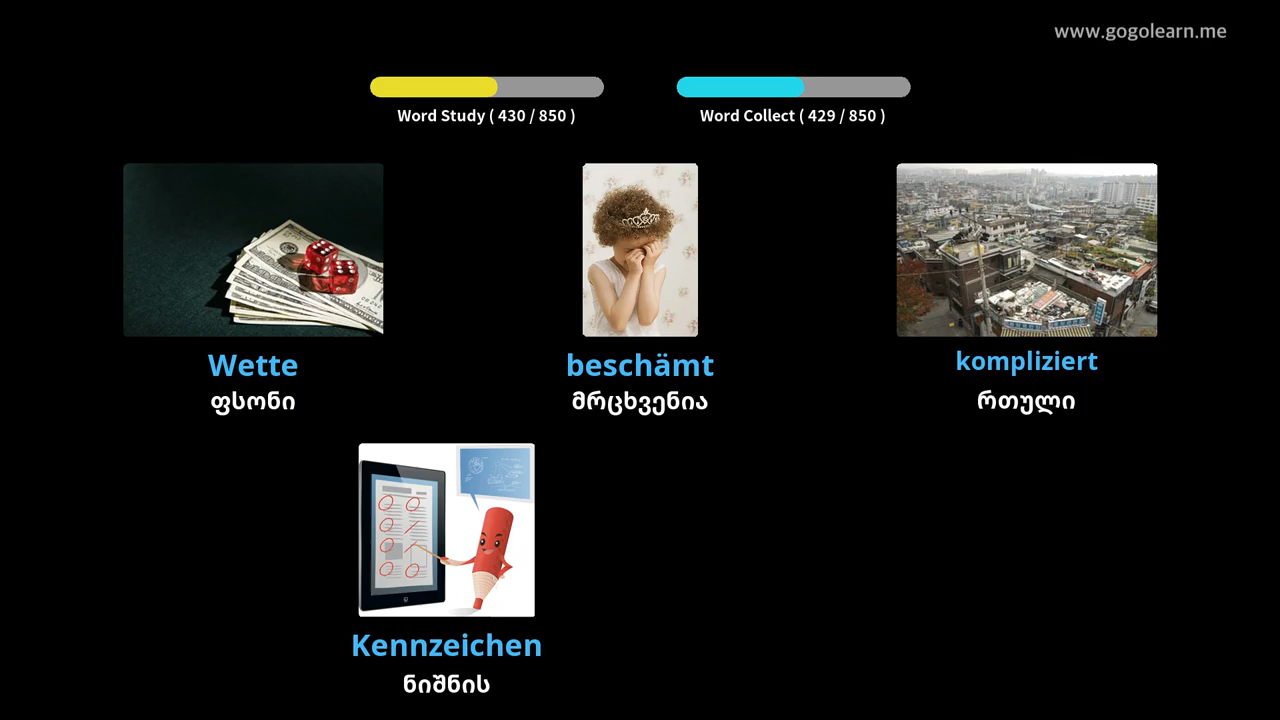 www.gogolearn.me
Word Study ( 430 / 850 )
Word Collect ( 429 / 850 )
Wette
ფსონი
beschämt
მრცხვენია
kompliziert
რთული
Kennzeichen
ნიშნის